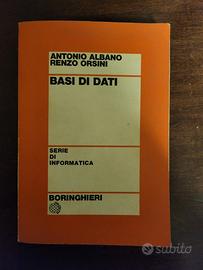 ANTONIO ALBANO
RENZO ORSINI
BASI DI DATI
SERIE
DI
INFORMATICA
BORINGHIERI
subito